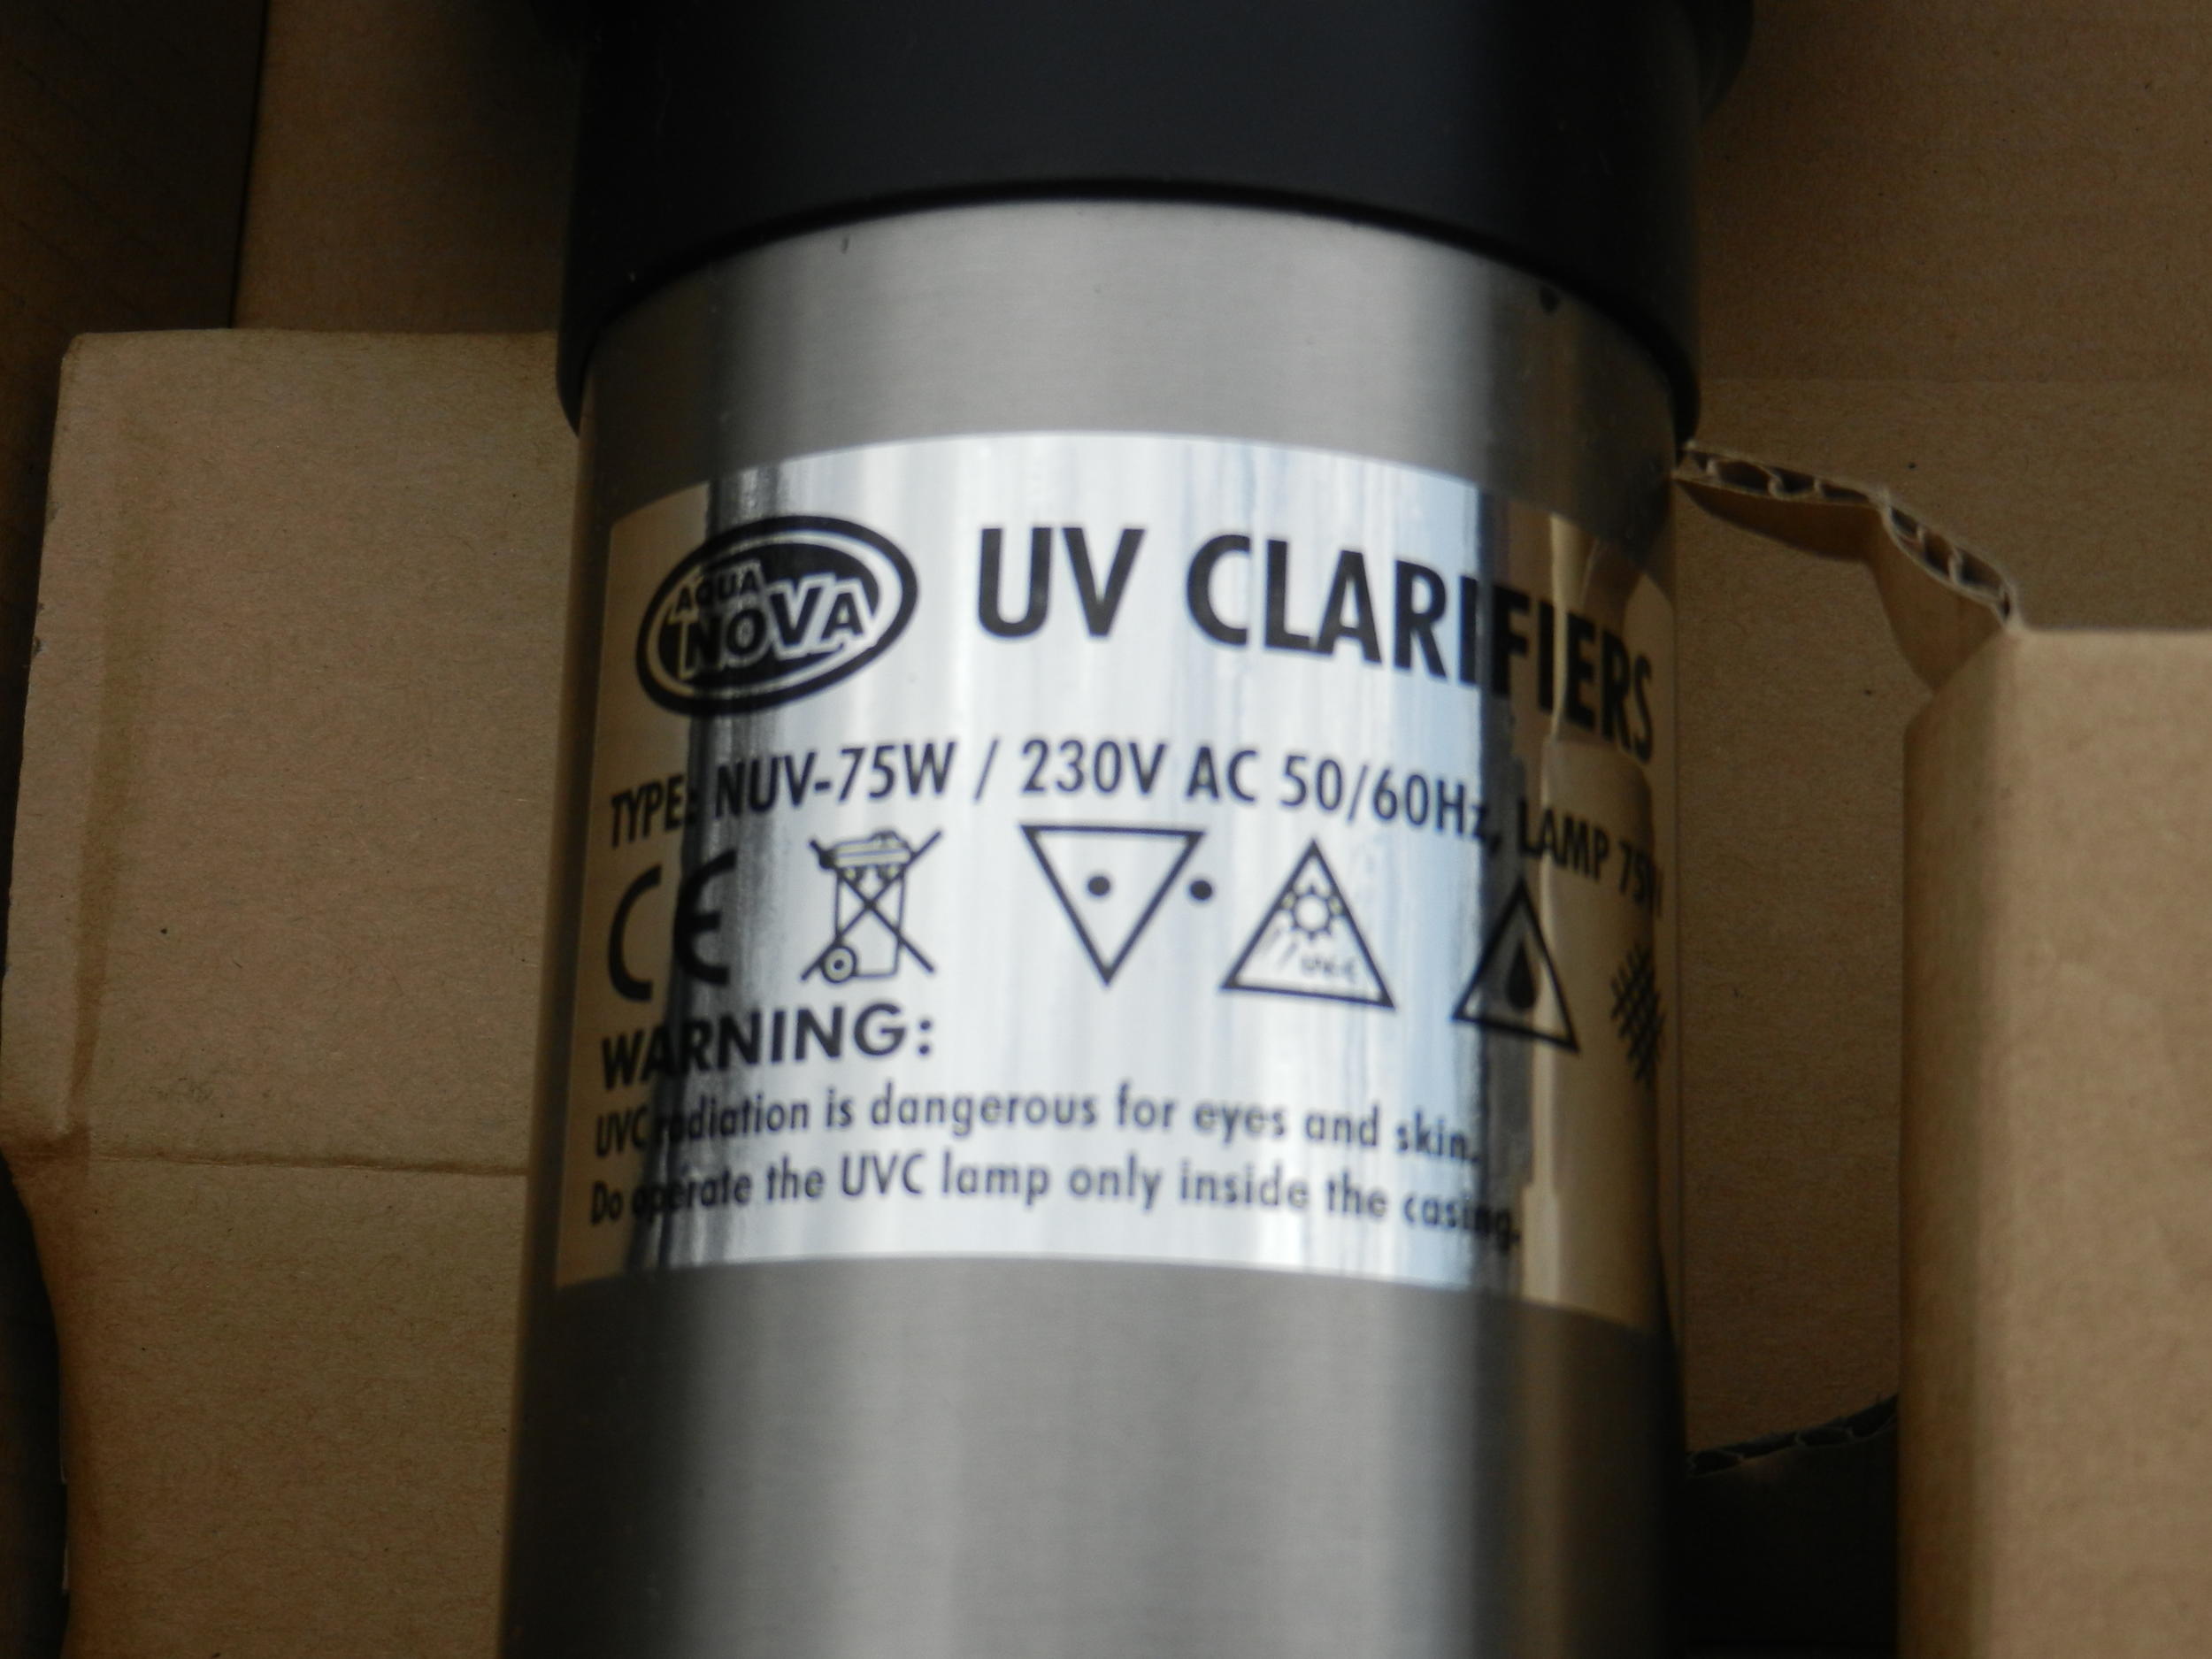 AQUA
NOVA
UV CLARIFIERS
TYPE: NUV-75W / 230V AC 50/60Hz, LAMP 75W
CE
UVC
WARNING:
UVC radiation is dangerous for eyes and skin.
Do operate the UVC lamp only inside the casing.